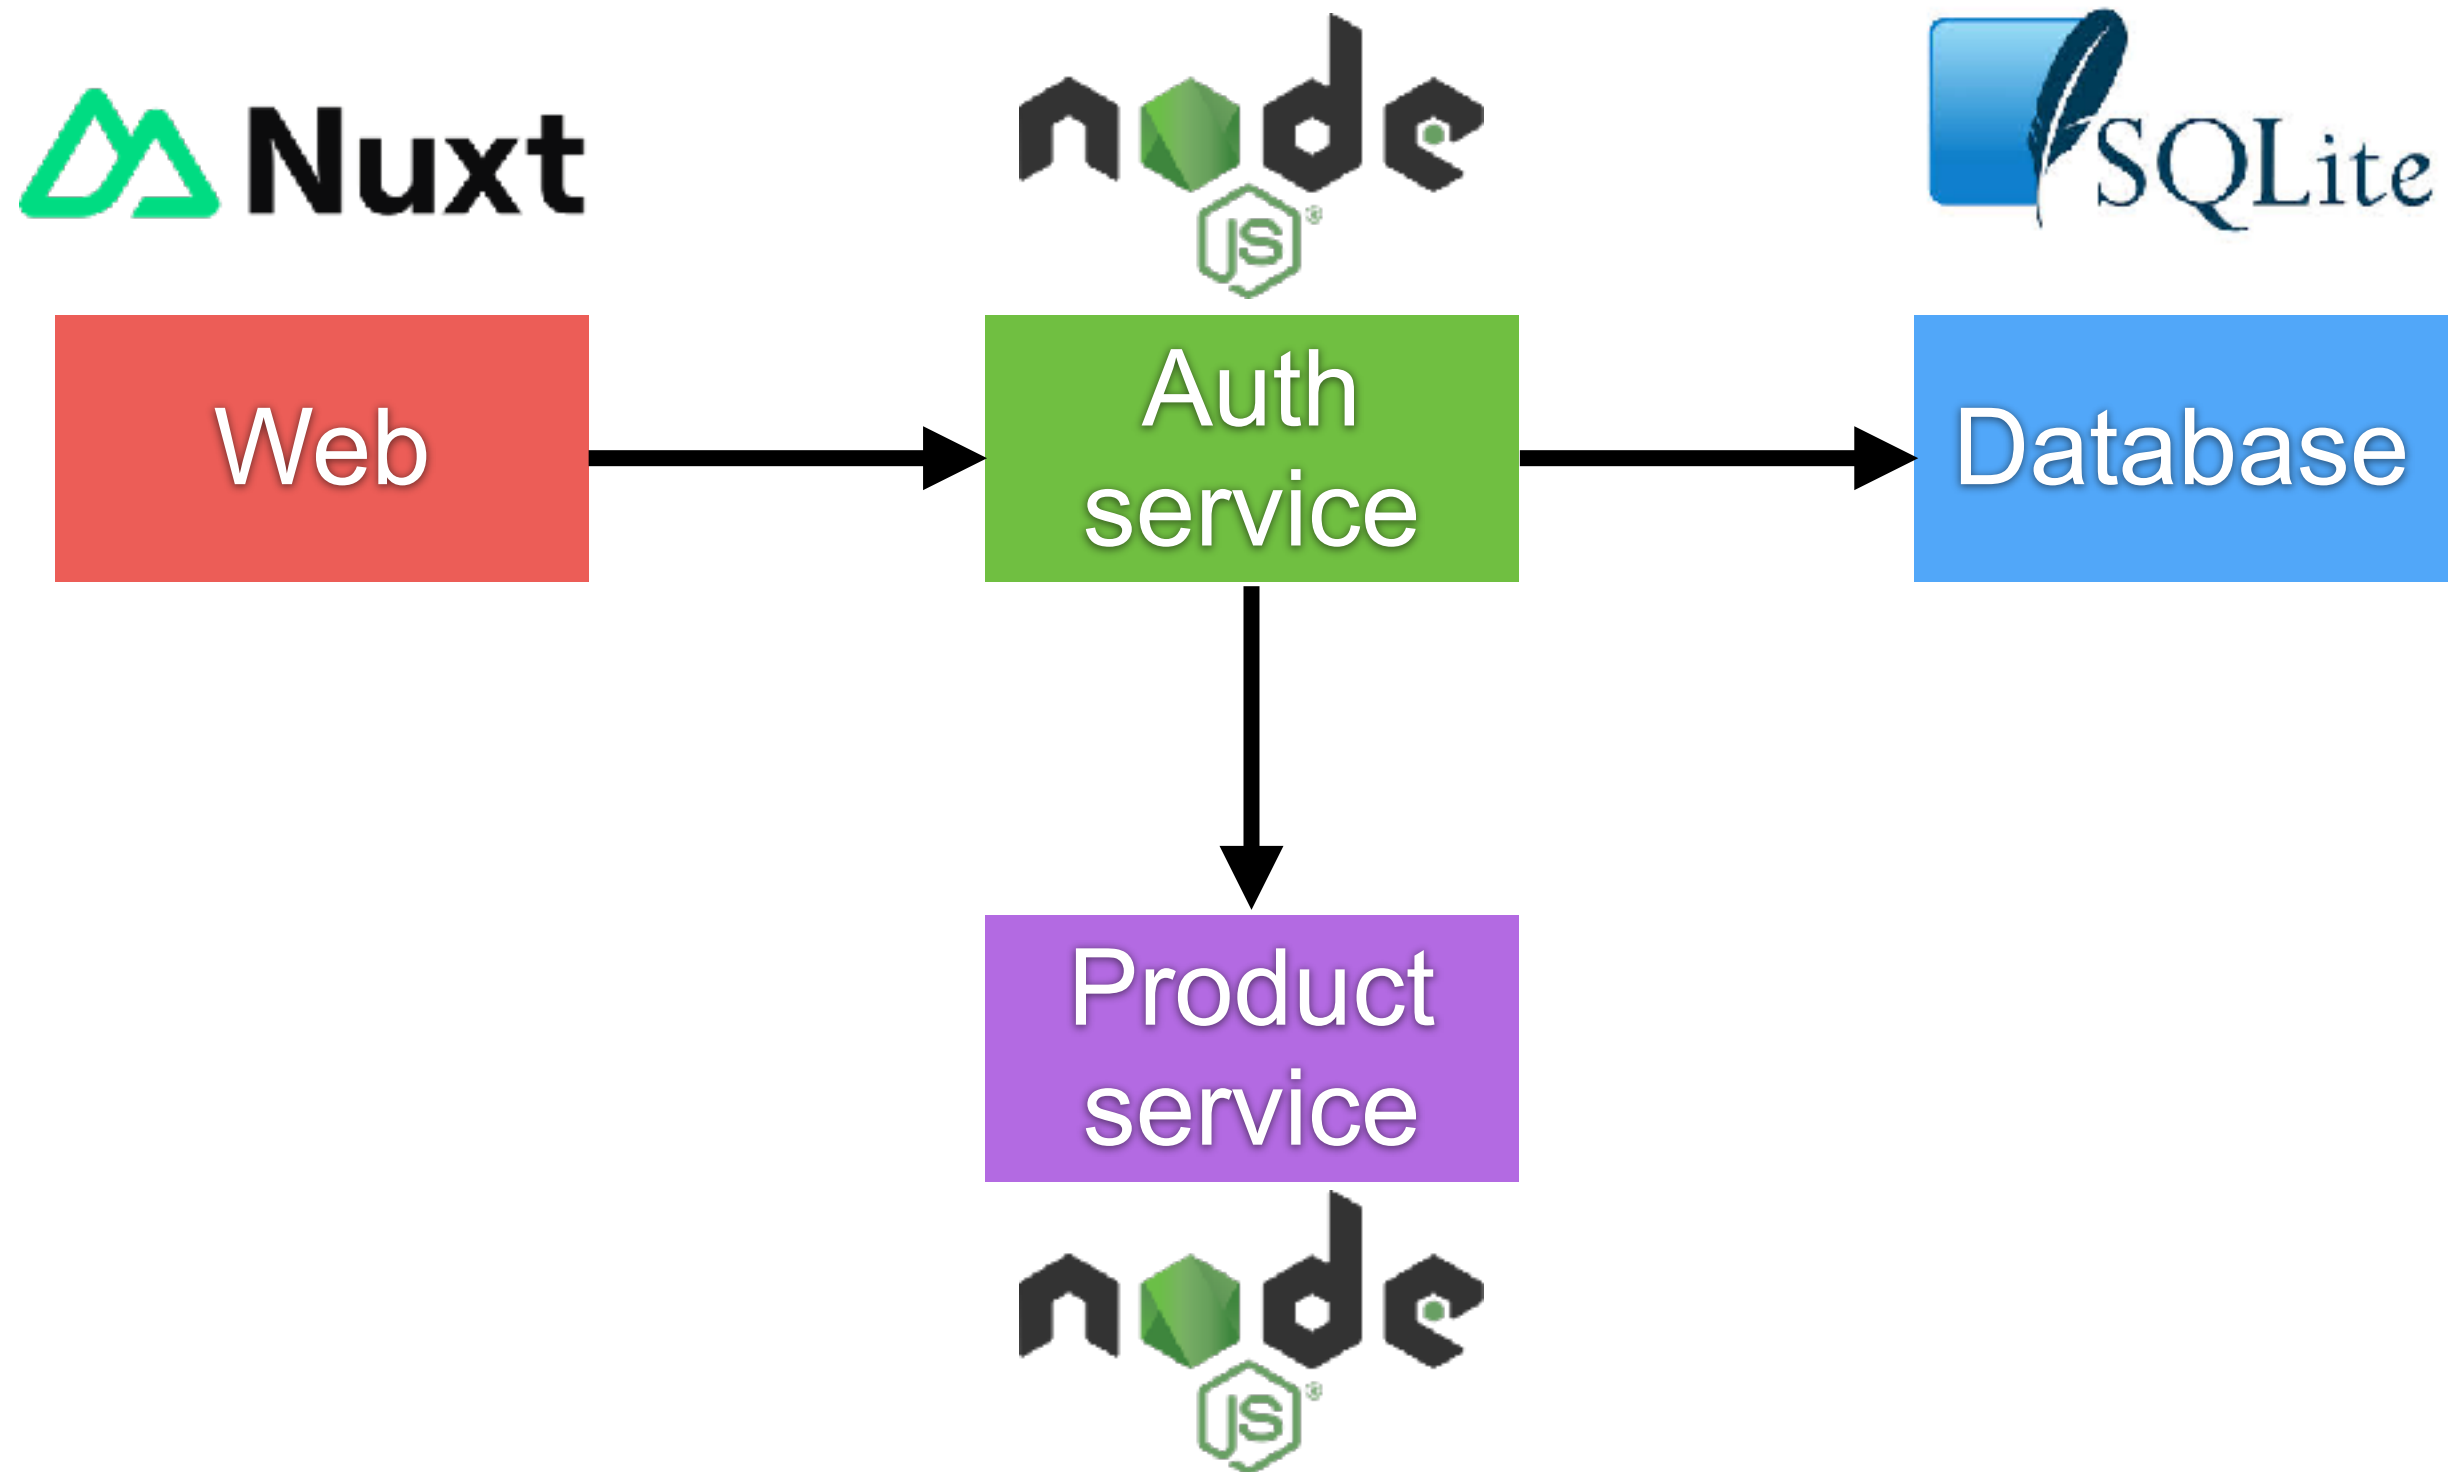 Nuxt
node
JS®
SQLite
Web
Auth
service
Database
Product
service
node
JS®